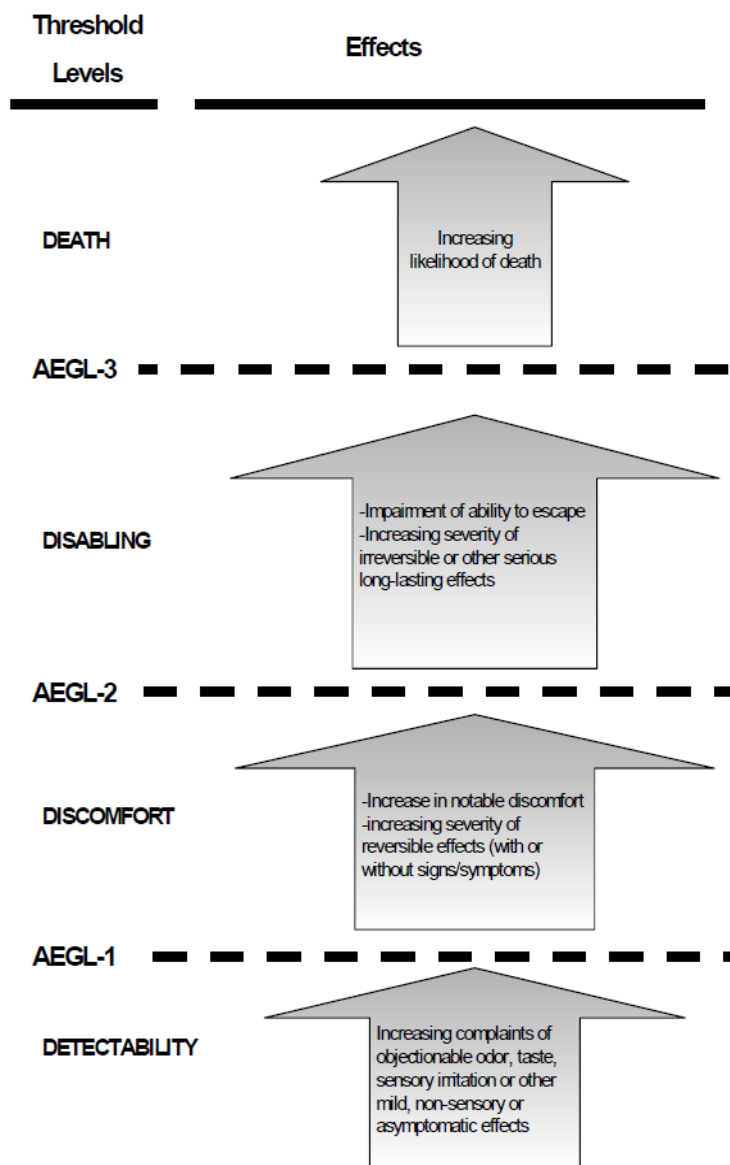 Threshold
Levels
Effects
DEATH
Increasing
likelihood of death
AEGL-3
DISABLING
-Impairment of ability to escape
-Increasing severity of
irreversible or other serious
long-lasting effects
AEGL-2
DISCOMFORT
-Increase in notable discomfort
-increasing severity of
reversible effects (with or
without signs/symptoms)
AEGL-1
DETECTABILITY
Increasing complaints of
objectionable odor, taste,
sensory irritation or other
mild, non-sensory or
asymptomatic effects